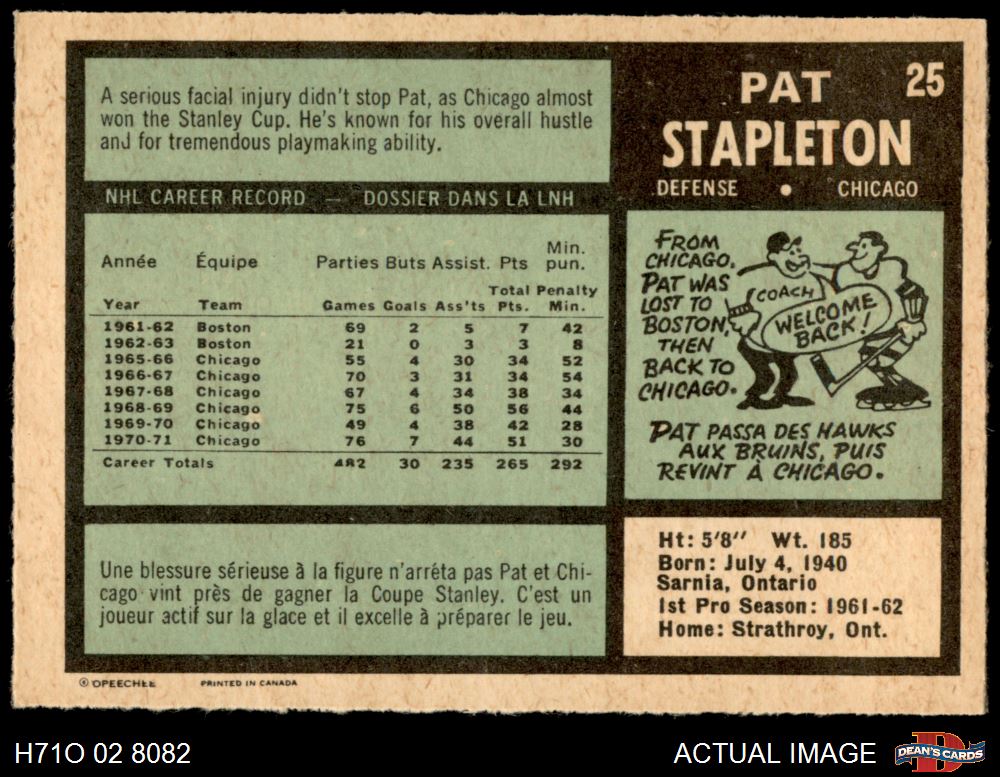 A serious facial injury didn't stop Pat, as Chicago almost
won the Stanley Cup. He's known for his overall hustle
and for tremendous playmaking ability.
NHL CAREER RECORD — DOSSIER DANS LA LNH
Année Équipe Parties Buts Assist. Pts Min. pun.
Year Team Games Goals Ass'ts Total Pts. Penalty Min.
1961-62 Boston 69 2 5 7 42
1962-63 Boston 21 0 3 3 8
1965-66 Chicago 55 4 30 34 52
1966-67 Chicago 70 3 31 34 54
1967-68 Chicago 67 4 34 38 34
1968-69 Chicago 75 6 50 56 44
1969-70 Chicago 49 4 38 42 28
1970-71 Chicago 76 7 44 51 30
Career Totals 482 30 235 265 292
Une blessure sérieuse à la figure n'arréta pas Pat et Chi-
cago vint près de gagner la Coupe Stanley. C'est un
joueur actif sur la glace et il excelle à préparer le jeu.
© OPEECHEE PRINTED IN CANADA
PAT 25
STAPLETON
DEFENSE • CHICAGO
FROM
CHICAGO.
PAT WAS
LOST TO
BOSTON,
THEN
BACK TO
CHICAGO.
COACH
WELCOME
BACK!
PAT PASSA DES HAWKS
AUX BRUINS, PUIS
REVINT À CHICAGO.
Ht: 5'8" Wt. 185
Born: July 4, 1940
Sarnia, Ontario
1st Pro Season: 1961-62
Home: Strathroy, Ont.
H71O 02 8082 ACTUAL IMAGE DEAN'S CARDS